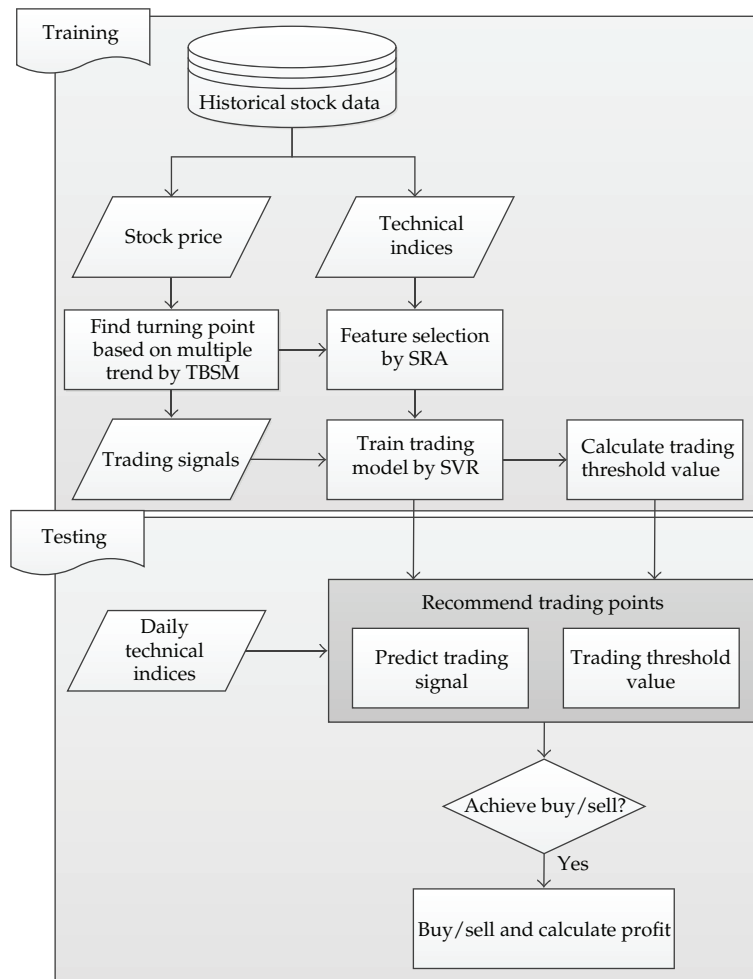 Training
Historical stock data
Stock price
Technical
indices
Find turning point
based on multiple
trend by TBSM
Feature selection
by SRA
Trading signals
Train trading
model by SVR
Calculate trading
threshold value
Testing
Recommend trading points
Daily
technical
indices
Predict trading
signal
Trading threshold
value
Achieve buy/sell?
Yes
Buy/sell and calculate profit